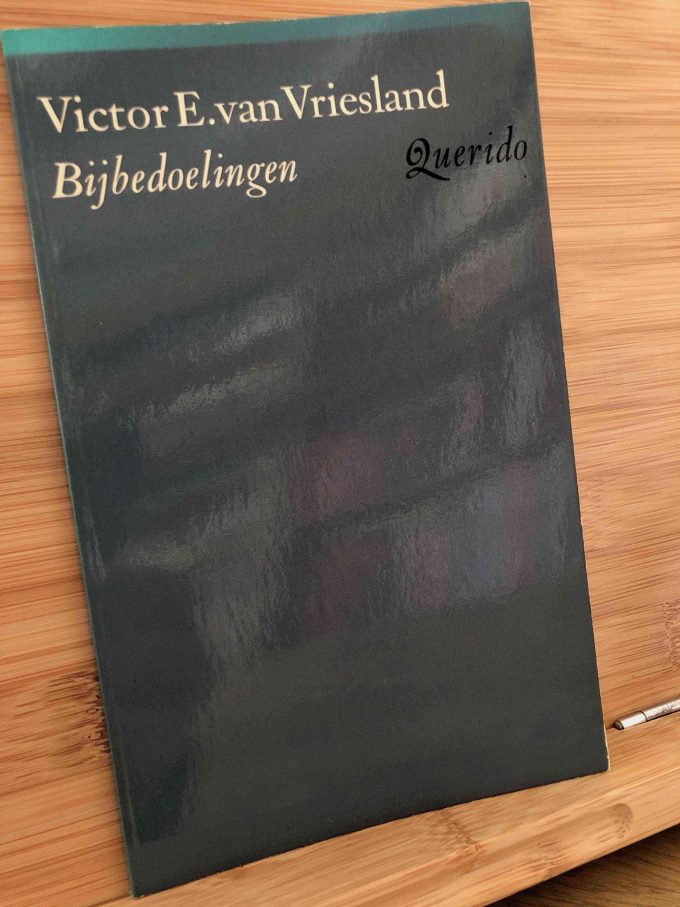 Victor E. van Vriesland
Bijbedoelingen
Querido